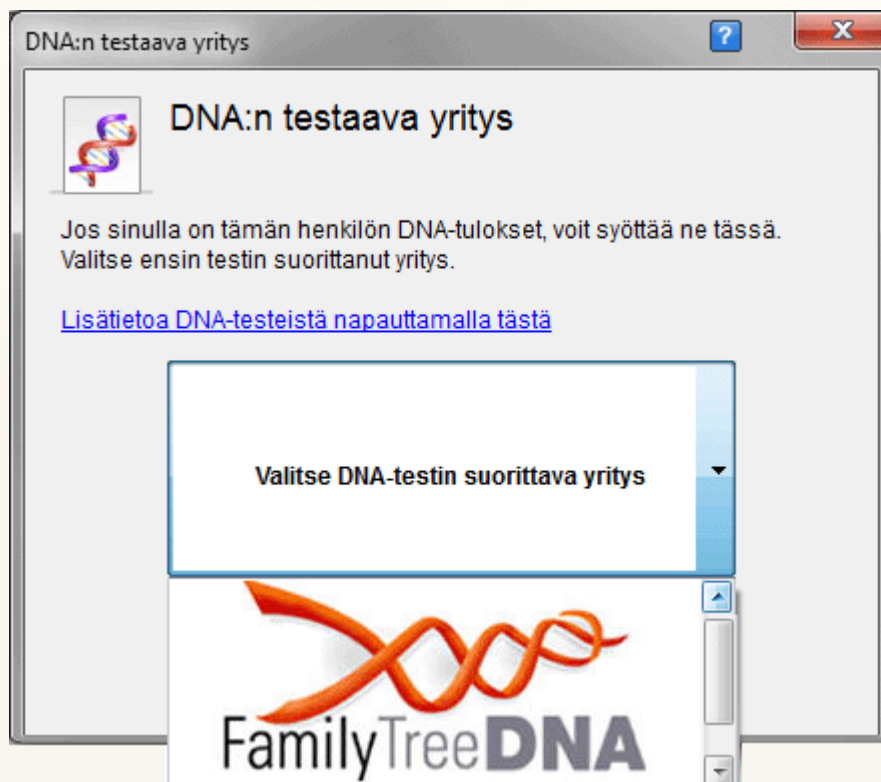 DNA:n testaava yritys
DNA:n testaava yritys
Jos sinulla on tämän henkilön DNA-tulokset, voit syöttää ne tässä.
Valitse ensin testin suorittanut yritys.
Lisätietoa DNA-testeistä napauttamalla tästä
Valitse DNA-testin suorittava yritys
FamilyTreeDNA